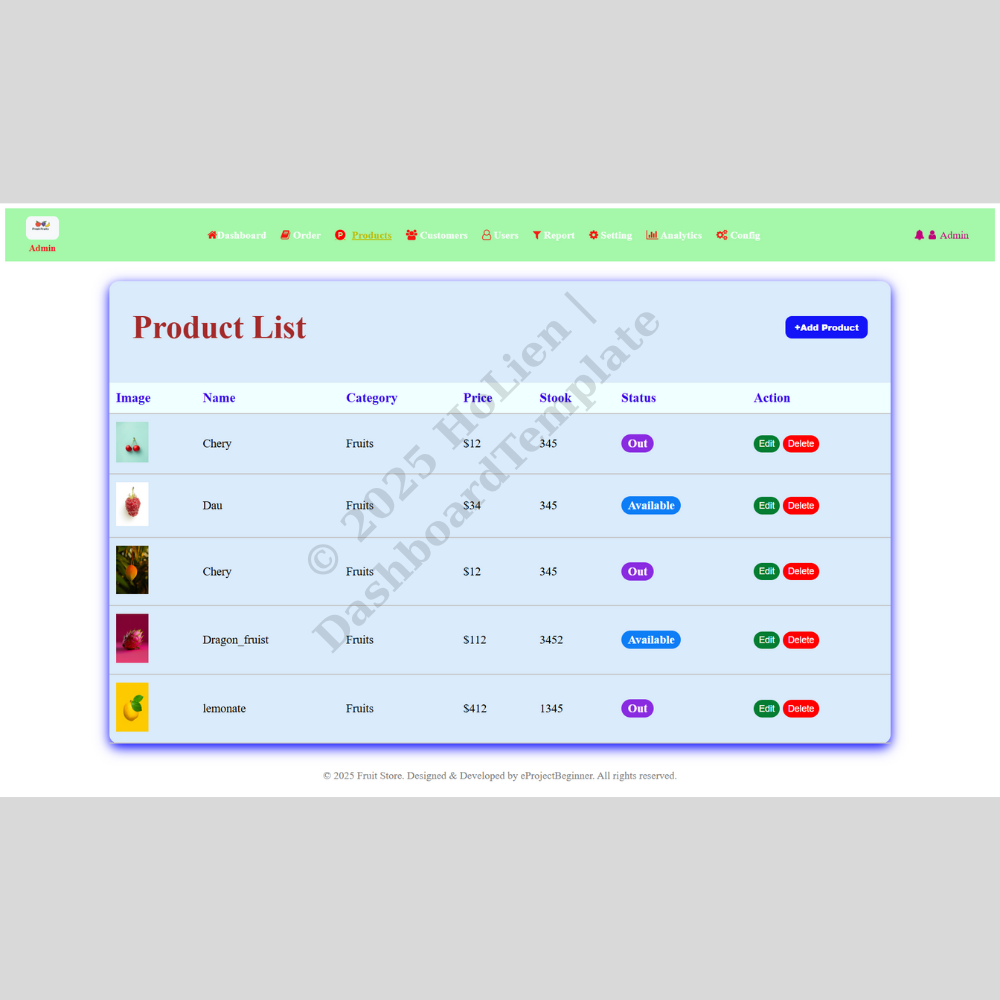 Admin
Dashboard Order Products Customers Users Report Setting Analytics Config
Admin
Product List
+Add Product
Image Name Category Price Stook Status Action
Chery Fruits $12 345 Out Edit Delete
Dau Fruits $34 345 Available Edit Delete
Chery Fruits $12 345 Out Edit Delete
Dragon_fruist Fruits $112 3452 Available Edit Delete
lemonate Fruits $412 1345 Out Edit Delete
© 2025 HoLien |
DashboardTemplate
© 2025 Fruit Store. Designed & Developed by eProjectBeginner. All rights reserved.